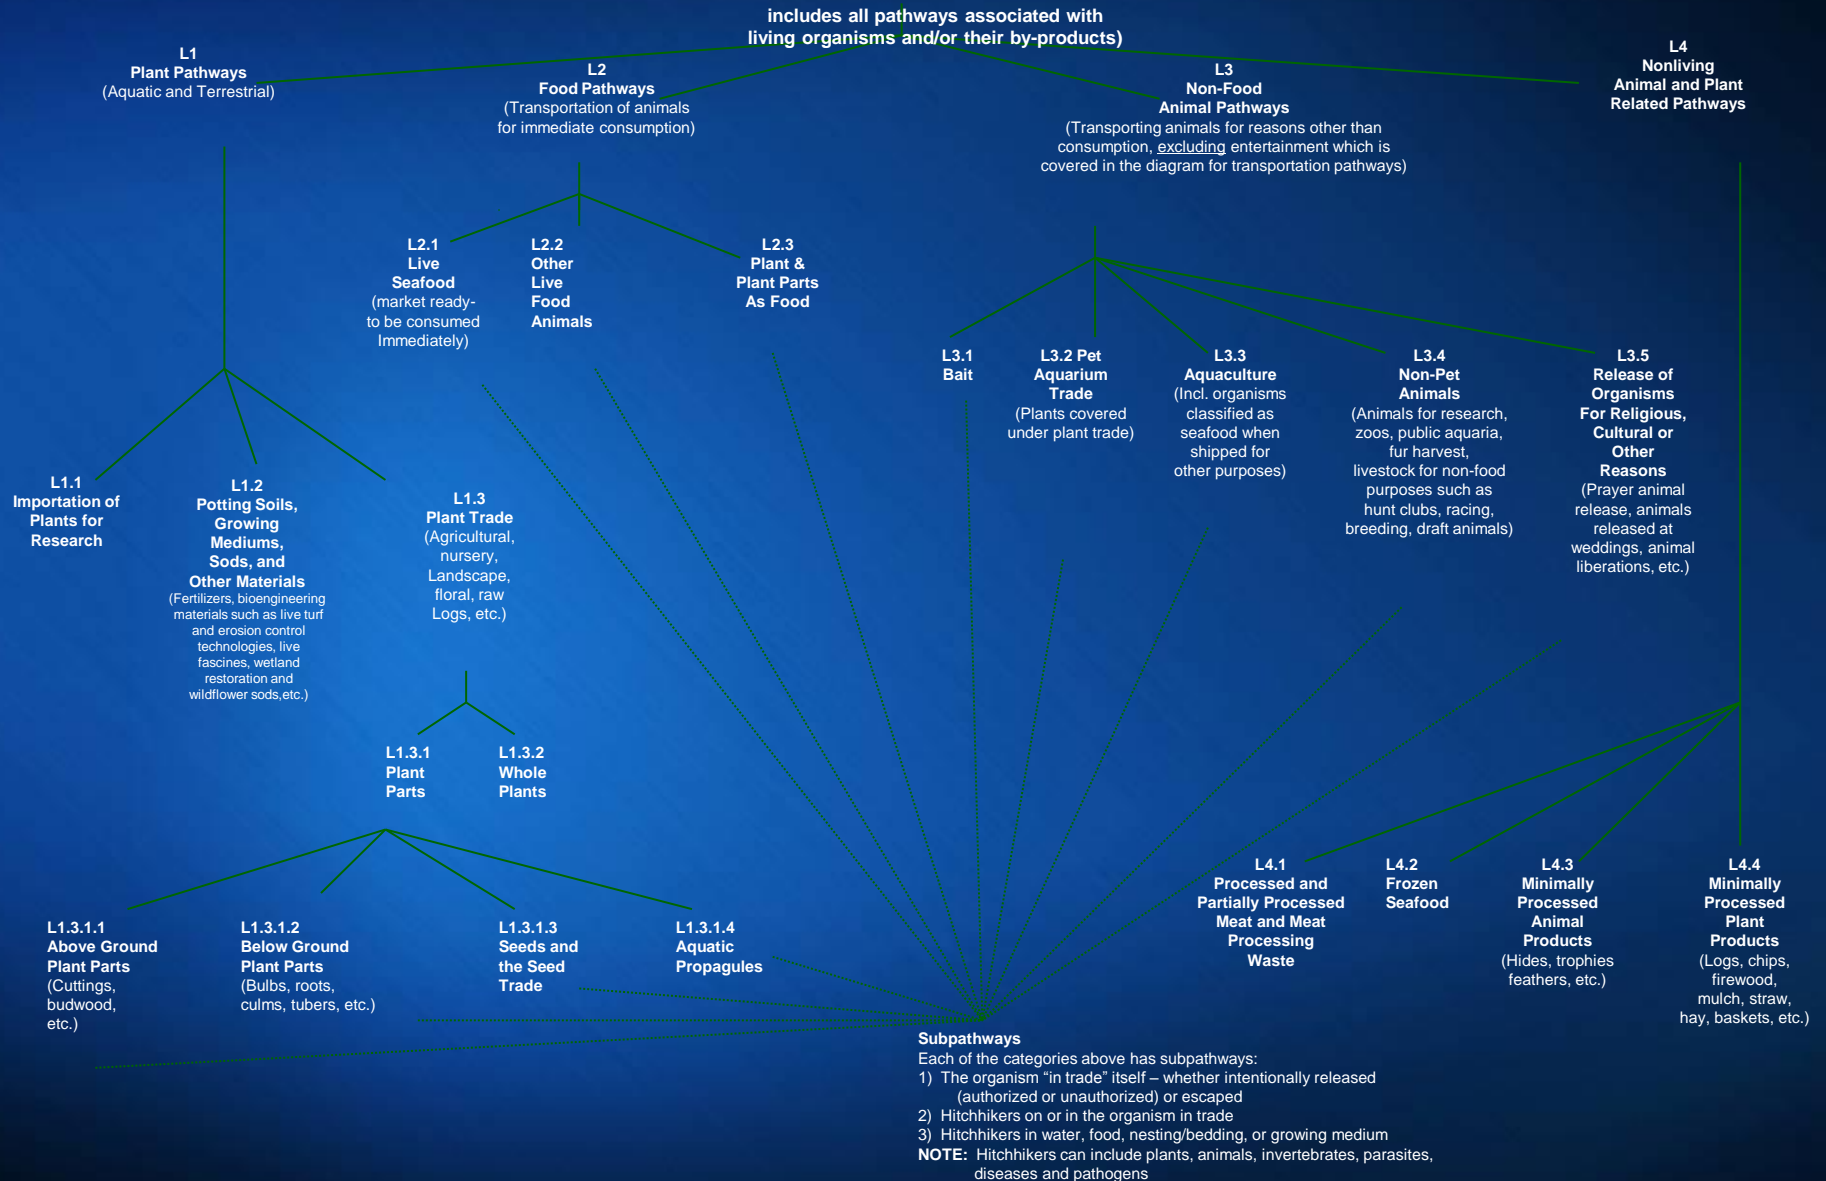 includes all pathways associated with
living organisms and/or their by-products)
L1
Plant Pathways
(Aquatic and Terrestrial)
L2
Food Pathways
(Transportation of animals
for immediate consumption)
L3
Non-Food
Animal Pathways
(Transporting animals for reasons other than
consumption, excluding entertainment which is
covered in the diagram for transportation pathways)
L4
Nonliving
Animal and Plant
Related Pathways
L2.1
Live
Seafood
(market ready-
to be consumed
Immediately)
L2.2
Other
Live
Food
Animals
L2.3
Plant &
Plant Parts
As Food
L3.1
Bait
L3.2 Pet
Aquarium
Trade
(Plants covered
under plant trade)
L3.3
Aquaculture
(Incl. organisms
classified as
seafood when
shipped for
other purposes)
L3.4
Non-Pet
Animals
(Animals for research,
zoos, public aquaria,
fur harvest,
livestock for non-food
purposes such as
hunt clubs, racing,
breeding, draft animals)
L3.5
Release of
Organisms
For Religious,
Cultural or
Other
Reasons
(Prayer animal
release, animals
released at
weddings, animal
liberations, etc.)
L1.1
Importation of
Plants for
Research
L1.2
Potting Soils,
Growing
Mediums,
Sods, and
Other Materials
(Fertilizers, bioengineering
materials such as live turf
and erosion control
technologies, live
fascines, wetland
restoration and
wildflower sods,etc.)
L1.3
Plant Trade
(Agricultural,
nursery,
Landscape,
floral, raw
Logs, etc.)
L1.3.1
Plant
Parts
L1.3.2
Whole
Plants
L1.3.1.1
Above Ground
Plant Parts
(Cuttings,
budwood,
etc.)
L1.3.1.2
Below Ground
Plant Parts
(Bulbs, roots,
culms, tubers, etc.)
L1.3.1.3
Seeds and
the Seed
Trade
L1.3.1.4
Aquatic
Propagules
L4.1
Processed and
Partially Processed
Meat and Meat
Processing
Waste
L4.2
Frozen
Seafood
L4.3
Minimally
Processed
Animal
Products
(Hides, trophies
feathers, etc.)
L4.4
Minimally
Processed
Plant
Products
(Logs, chips,
firewood,
mulch, straw,
hay, baskets, etc.)
Subpathways
Each of the categories above has subpathways:
1) The organism “in trade” itself – whether intentionally released
(authorized or unauthorized) or escaped
2) Hitchhikers on or in the organism in trade
3) Hitchhikers in water, food, nesting/bedding, or growing medium
NOTE: Hitchhikers can include plants, animals, invertebrates, parasites,
diseases and pathogens